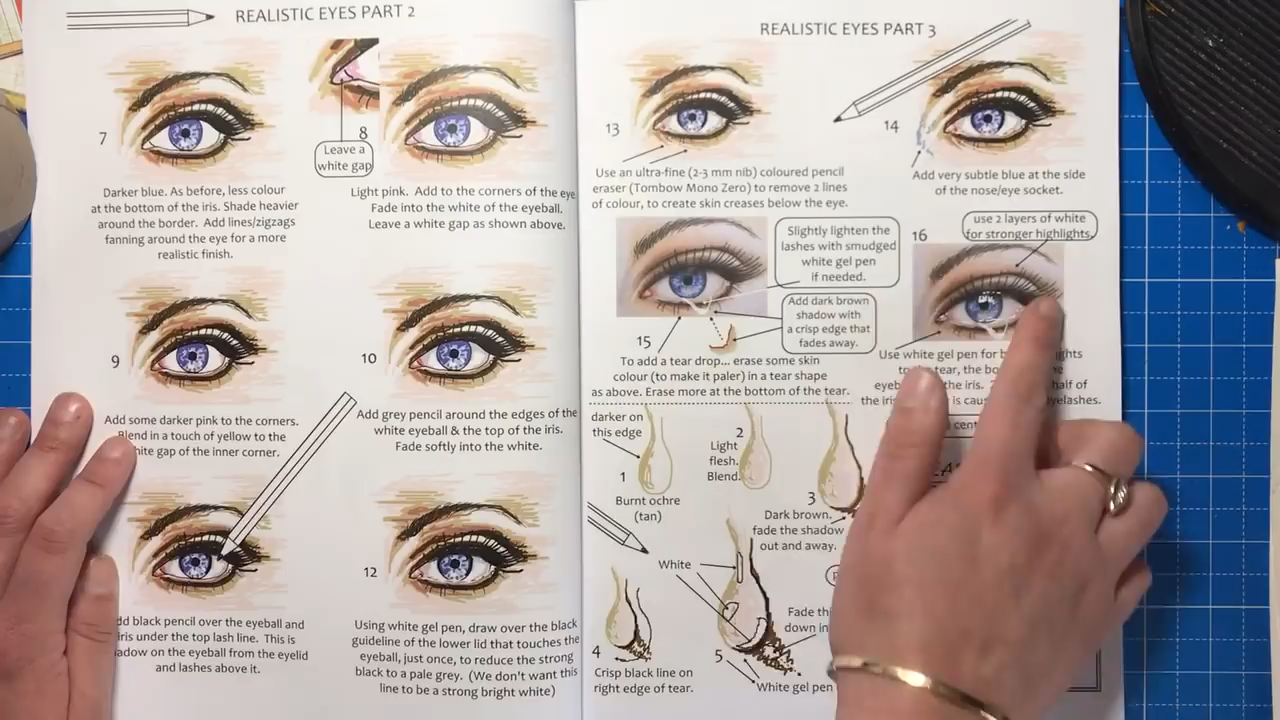 REALISTIC EYES PART 2
7
Darker blue. As before, less colour
at the bottom of the iris. Shade heavier
around the border. Add lines/zigzags
fanning around the eye for a more
realistic finish.
Leave a
white gap
8
Light pink. Add to the corners of the eye
Fade into the white of the eyeball.
Leave a white gap as shown above.
9
Add some darker pink to the corners.
Blend in a touch of yellow to the
gap of the inner corner.
10
Add grey pencil around the edges of the
white eyeball & the top of the iris.
Fade softly into the white.
black pencil over the eyeball and
iris under the top lash line. This is
on the eyeball from the eyelid
and lashes above it.
12
Using white gel pen, draw over the black
guideline of the lower lid that touches the
eyeball, just once, to reduce the strong
black to a pale grey. (We don't want this
line to be a strong bright white)
REALISTIC EYES PART 3
13
Use an ultra-fine (2-3 mm nib) coloured pencil
eraser (Tombow Mono Zero) to remove 2 lines
of colour, to create skin creases below the eye.
14
Add very subtle blue at the side
of the nose/eye socket.
15
Slightly lighten the
lashes with smudged
white gel pen
if needed.
Add dark brown
shadow with
a crisp edge that
fades away.
To add a tear drop... erase some skin
colour (to make it paler) in a tear shape
as above. Erase more at the bottom of the tear.
16
use 2 layers of white
for stronger highlights.
Use white gel pen for
tear, the
the iris. half of
the is
darker on
this edge
1
Burnt ochre
(tan)
2
Light
flesh.
Blend.
3
Dark brown.
fade the shadow
out and away.
White
4
Crisp black line on
right edge of tear.
5
Fade
down in
White gel pen